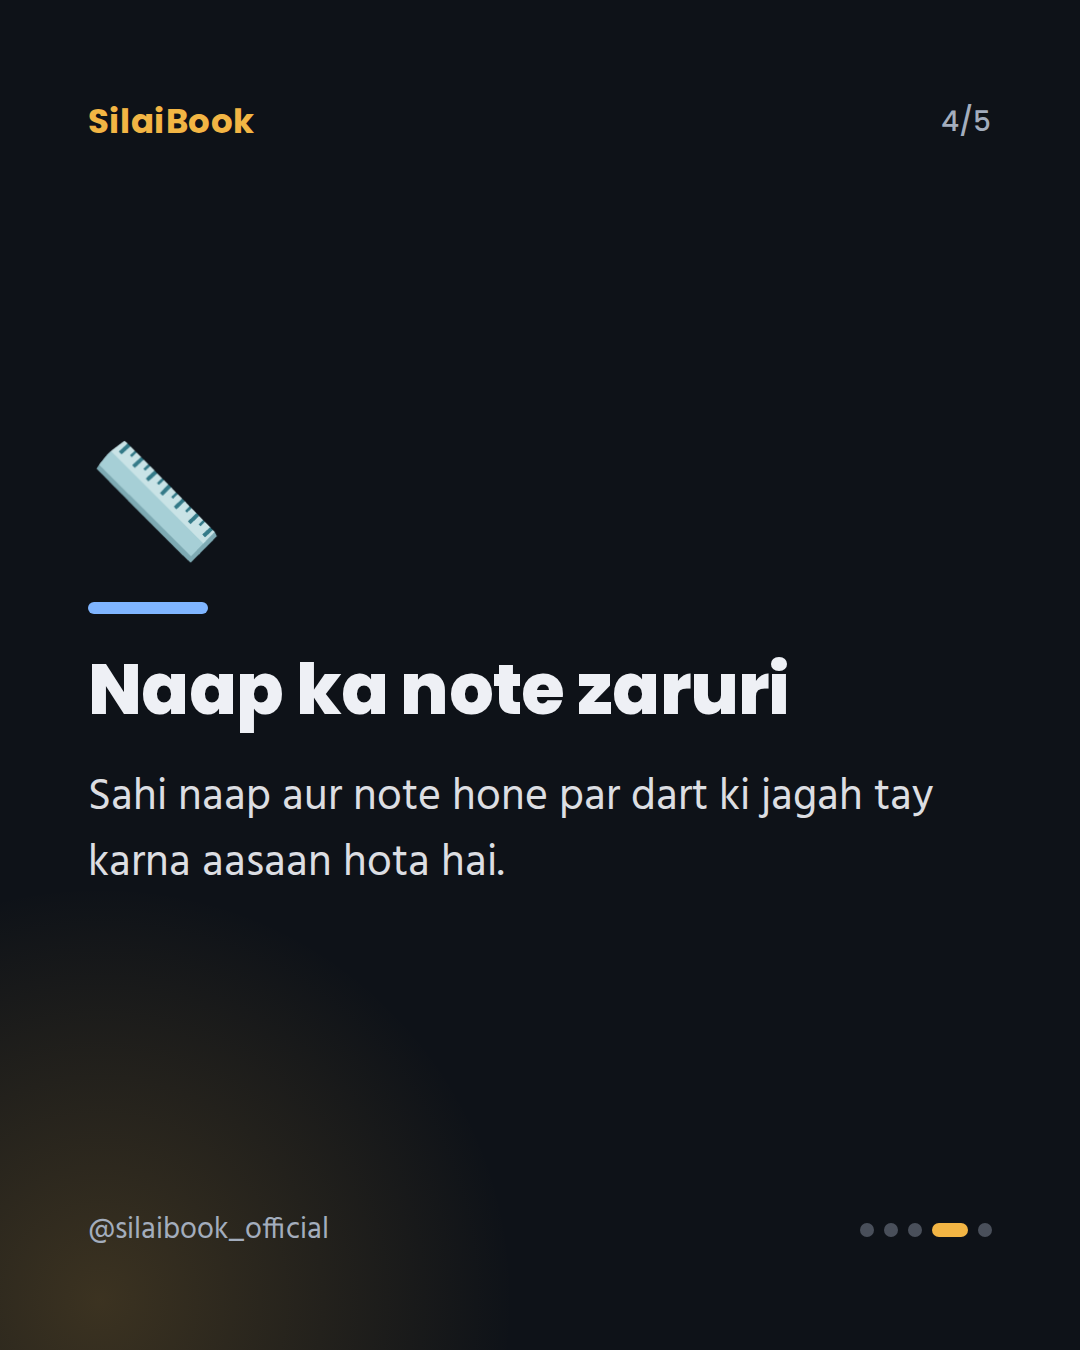 SilaiBook
4/5
Naap ka note zaruri
Sahi naap aur note hone par dart ki jagah tay
karna aasaan hota hai.
@silaibook_official